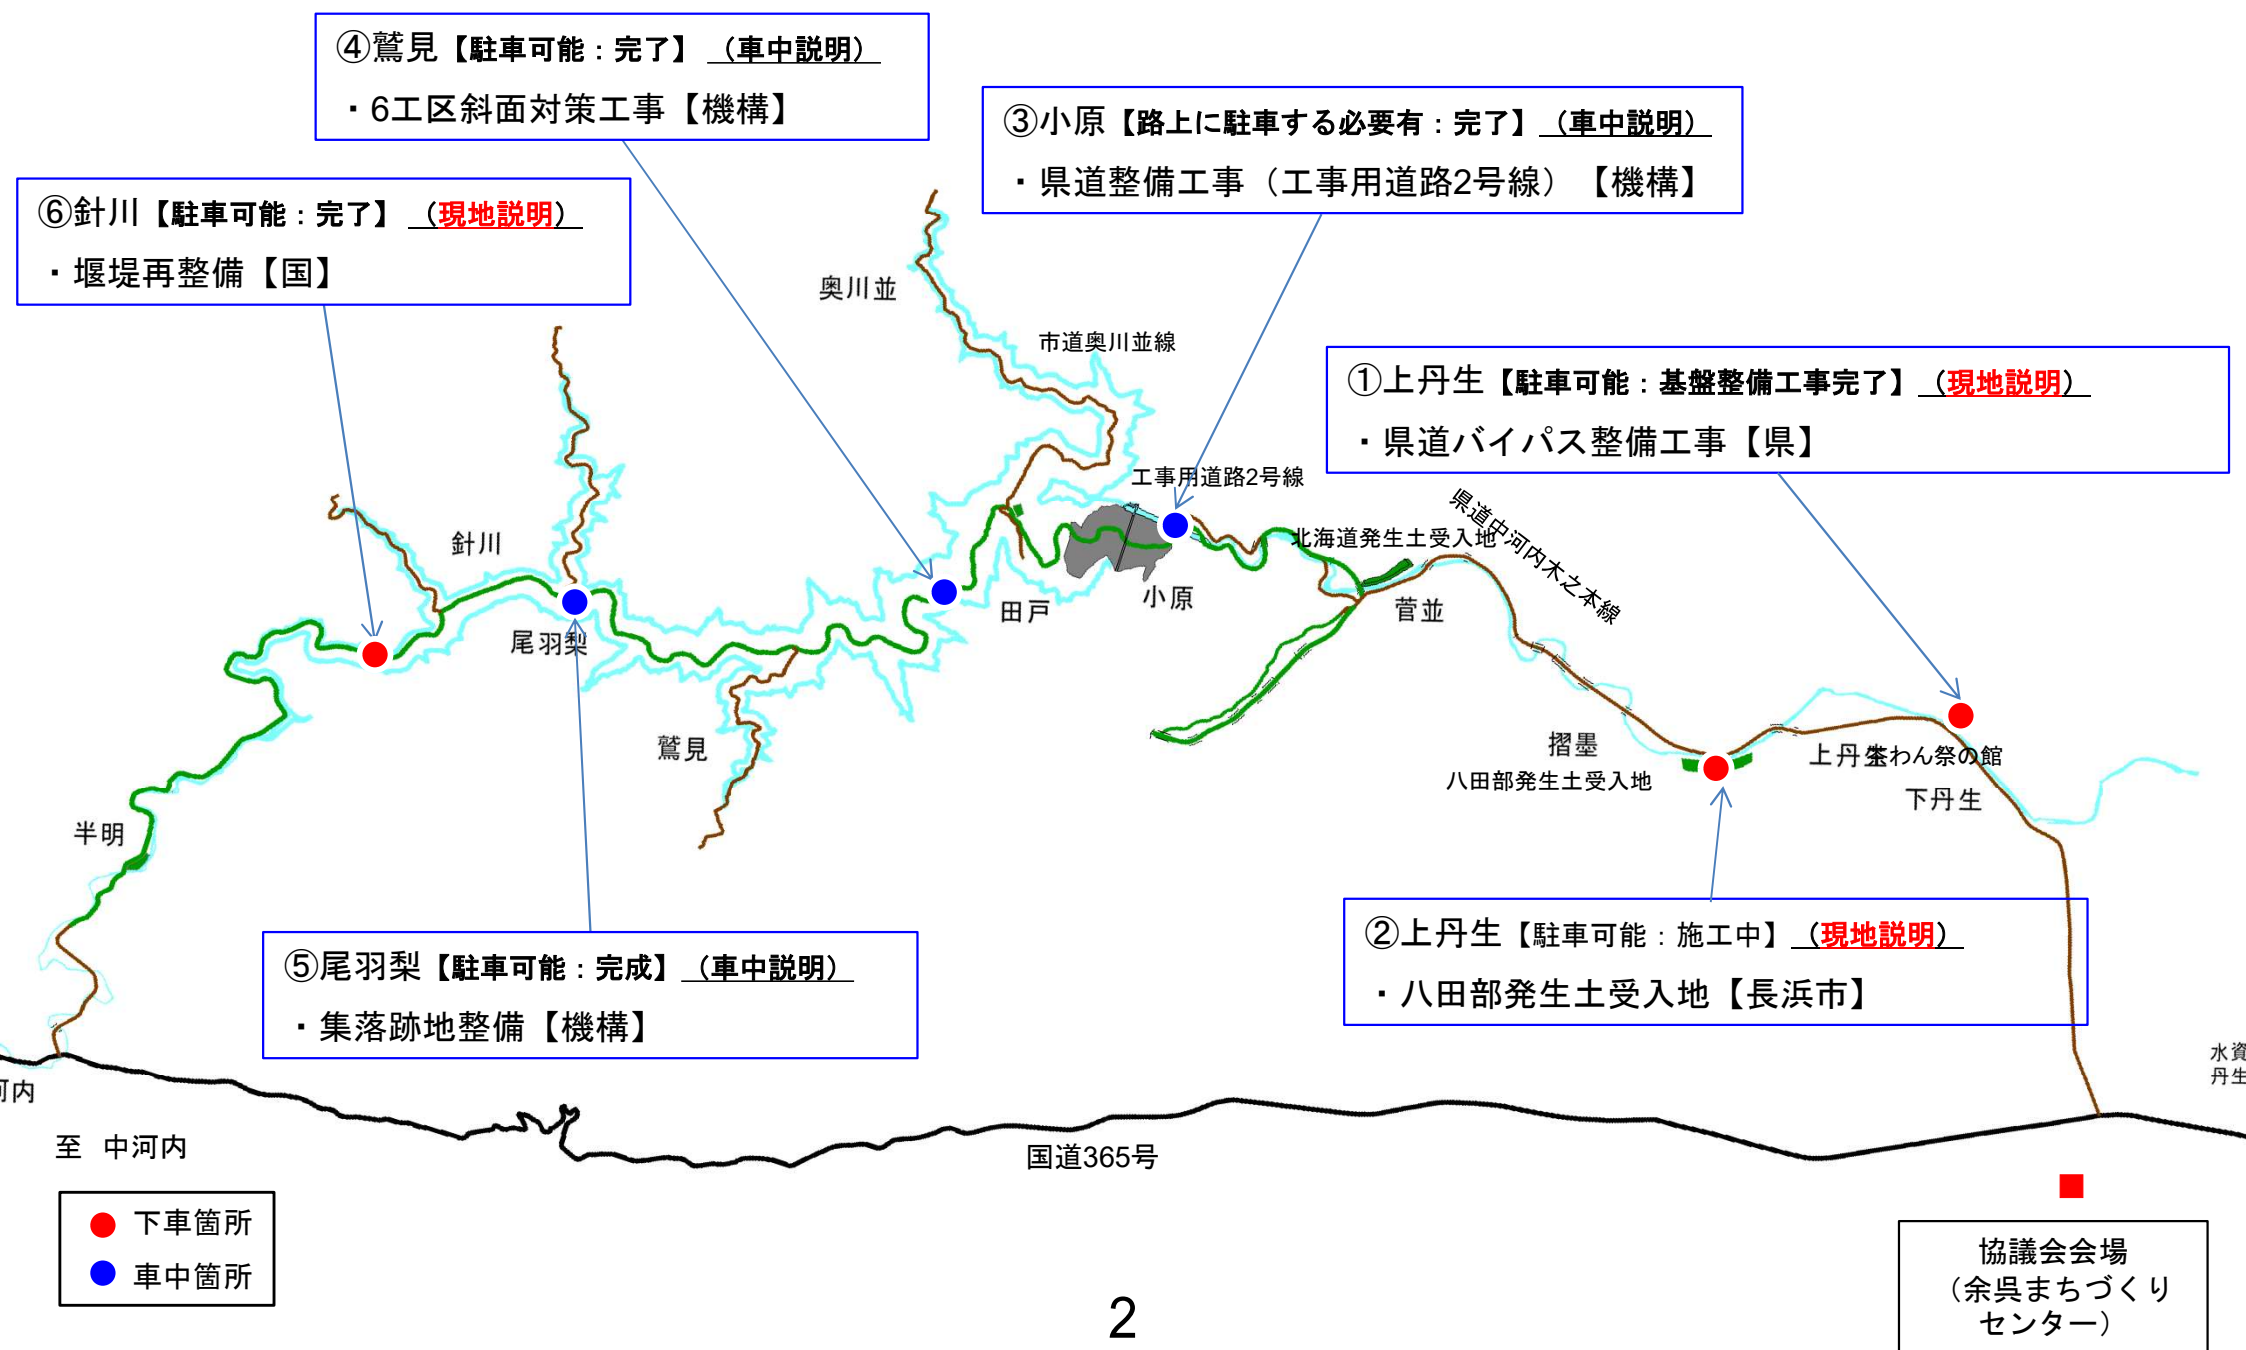 ④鷲見【駐車可能：完了】（車中説明）
・6工区斜面対策工事【機構】
③小原【路上に駐車する必要有：完了】（車中説明）
・県道整備工事（工事用道路2号線）【機構】
⑥針川【駐車可能：完了】（現地説明）
・堰堤再整備【国】
奥川並
市道奥川並線
①上丹生【駐車可能：基盤整備工事完了】（現地説明）
・県道バイパス整備工事【県】
工事用道路2号線
県道中河内木之本線
北海道発生土受入地
針川
尾羽梨
田戸
小原
菅並
鷲見
摺墨
八田部発生土受入地
上丹生
茶わん祭の館
下丹生
半明
②上丹生【駐車可能：施工中】（現地説明）
・八田部発生土受入地【長浜市】
⑤尾羽梨【駐車可能：完成】（車中説明）
・集落跡地整備【機構】
水資
丹生
河内
至　中河内
国道365号
下車箇所
車中箇所
協議会会場
（余呉まちづくり
センター）
2